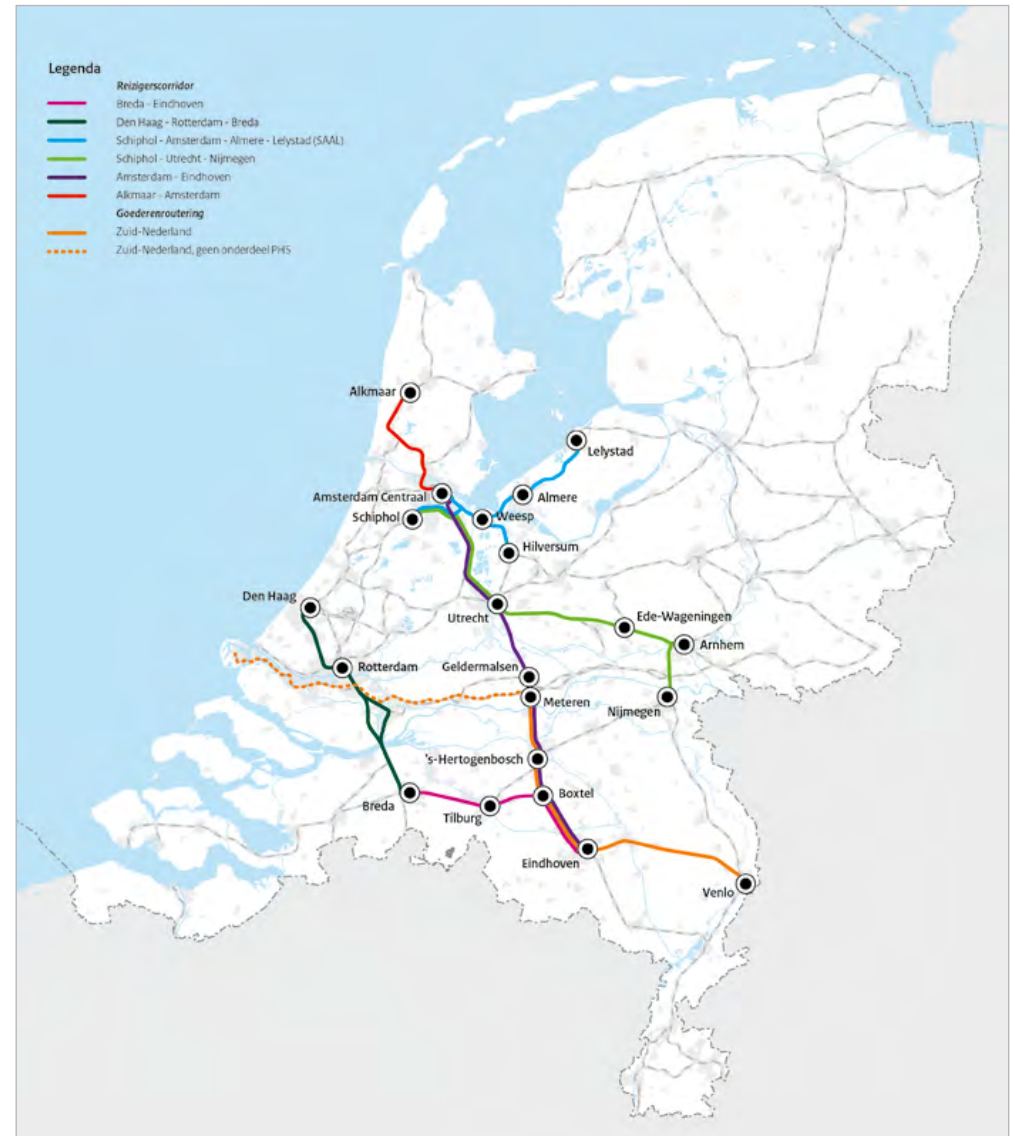 Legenda
Reizigerscorridor
Breda - Eindhoven
Den Haag - Rotterdam - Breda
Schiphol - Amsterdam - Almere - Lelystad (SAAL)
Schiphol - Utrecht - Nijmegen
Amsterdam - Eindhoven
Alkmaar - Amsterdam
Goederenroutering
Zuid-Nederland
Zuid-Nederland, geen onderdeel PHS
Alkmaar
Lelystad
Amsterdam Centraal
Almere
Schiphol
Weesp
Hilversum
Den Haag
Utrecht
Ede-Wageningen
Arnhem
Rotterdam
Geldermalsen
Meteren
Nijmegen
's-Hertogenbosch
Breda
Tilburg
Boxtel
Eindhoven
Venlo